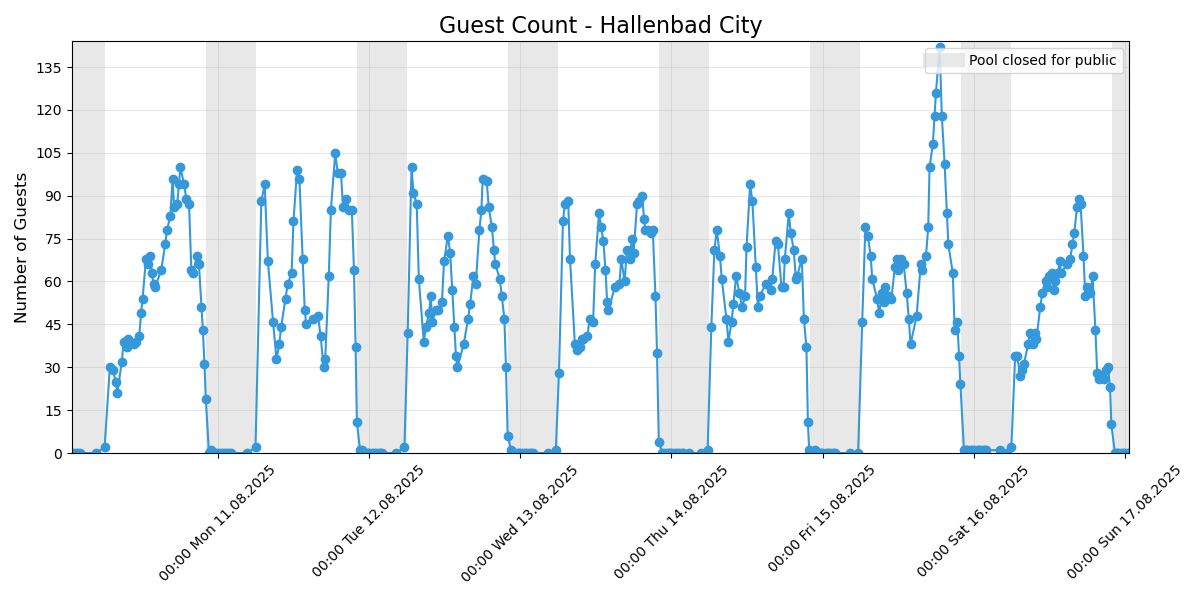 Guest Count - Hallenbad City
Pool closed for public
Number of Guests
135
120
105
90
75
60
45
30
15
0
00:00 Mon 11.08.2025
00:00 Tue 12.08.2025
00:00 Wed 13.08.2025
00:00 Thu 14.08.2025
00:00 Fri 15.08.2025
00:00 Sat 16.08.2025
00:00 Sun 17.08.2025